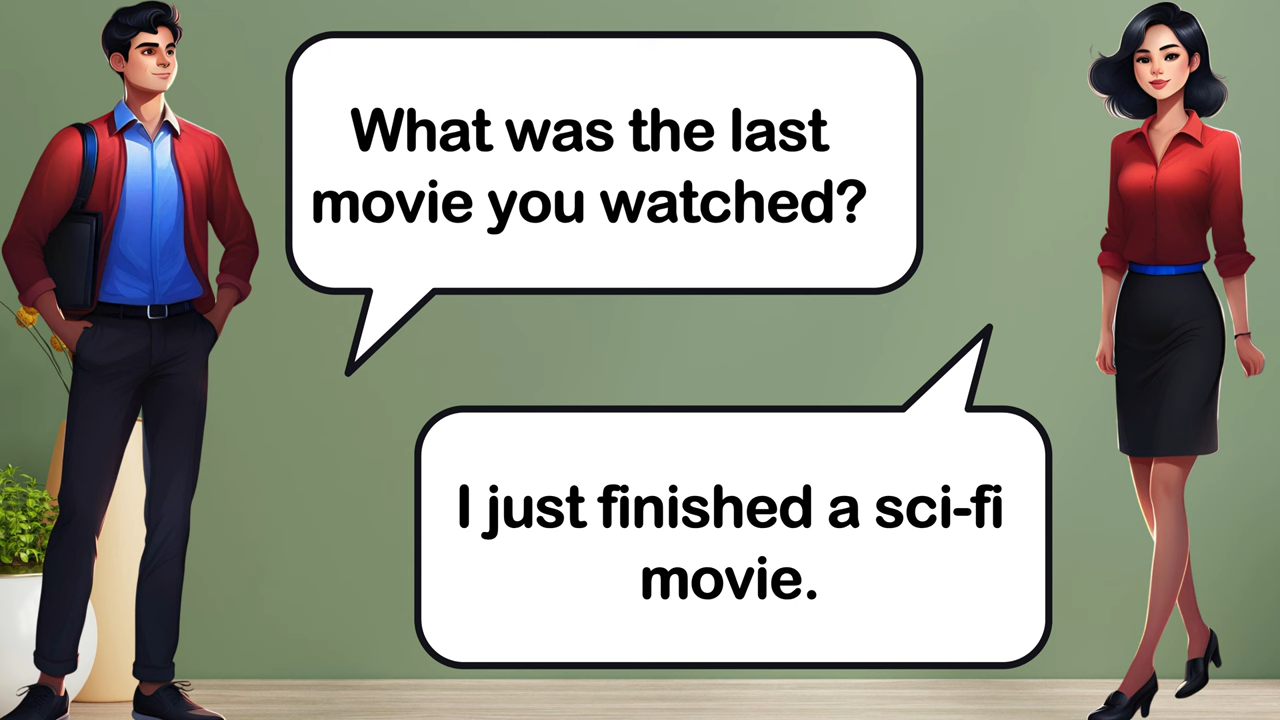 What was the last
movie you watched?
I just finished a sci-fi
movie.